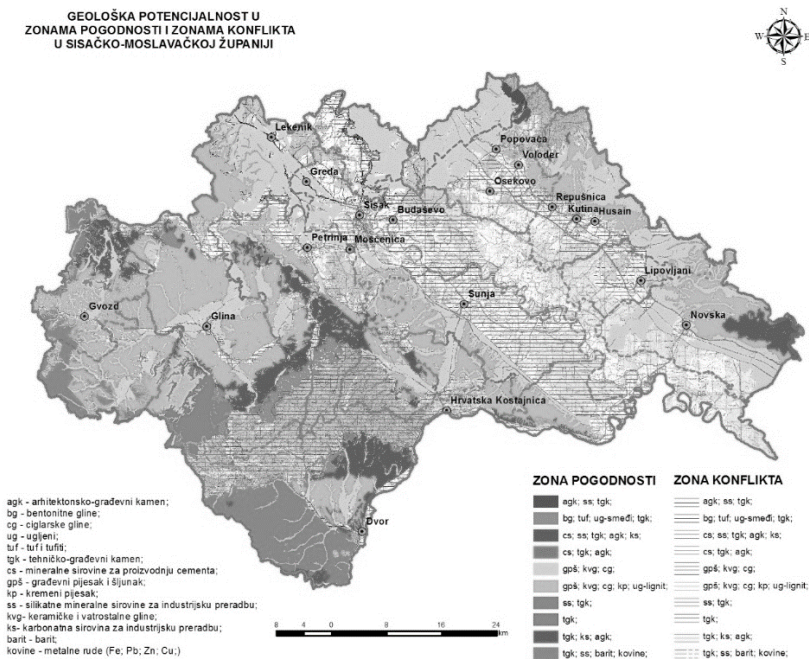 GEOLOŠKA POTENCIJALNOST U
ZONAMA POGODNOSTI I ZONAMA KONFLIKTA
U SISAČKO-MOSLAVAČKOJ ŽUPANIJI
N
W
E
S
Lekenik
Popovača
Voloder
Greda
Osekovo
Sisak
Budaševo
Repušnica
Kutina
Husain
Petrinja
Mošćenica
Lipovljani
Sunja
Gvozd
Glina
Novska
Hrvatska Kostajnica
Dvor
agk - arhitektonsko-građevni kamen;
bg - bentonitne gline;
cg - ciglarske gline;
ug - ugljeni;
tuf - tuf i tufiti;
tgk - tehničko-građevni kamen;
cs - mineralne sirovine za proizvodnju cementa;
gpš - građevni pijesak i šljunak;
kp - kremeni pijesak;
ss - silikatne mineralne sirovine za industrijsku preradbu;
kvg- keramičke i vatrostalne gline;
ks- karbonatna sirovina za industrijsku preradbu;
barit - barit;
kovine - metalne rude (Fe; Pb; Zn; Cu;)
8 4 0 8 16 24
km
ZONA POGODNOSTI
agk; ss; tgk;
bg; tuf; ug-smeđi; tgk;
cs; ss; tgk; agk; ks
cs; tgk; agk;
gpš; kvg; cg;
gpš; kvg; cg; kp; ug-lignit;
ss; tgk;
tgk;
tgk; ks; agk;
tgk; ss; barit; kovine;
ZONA KONFLIKTA
agk; ss; tgk;
bg; tuf; ug-smeđi; tgk;
cs; ss; tgk; agk; ks
cs; tgk; agk;
gpš; kvg; cg;
gpš; kvg; cg; kp; ug-lignit;
ss; tgk;
tgk;
tgk; ks; agk;
tgk; ss; barit; kovine;